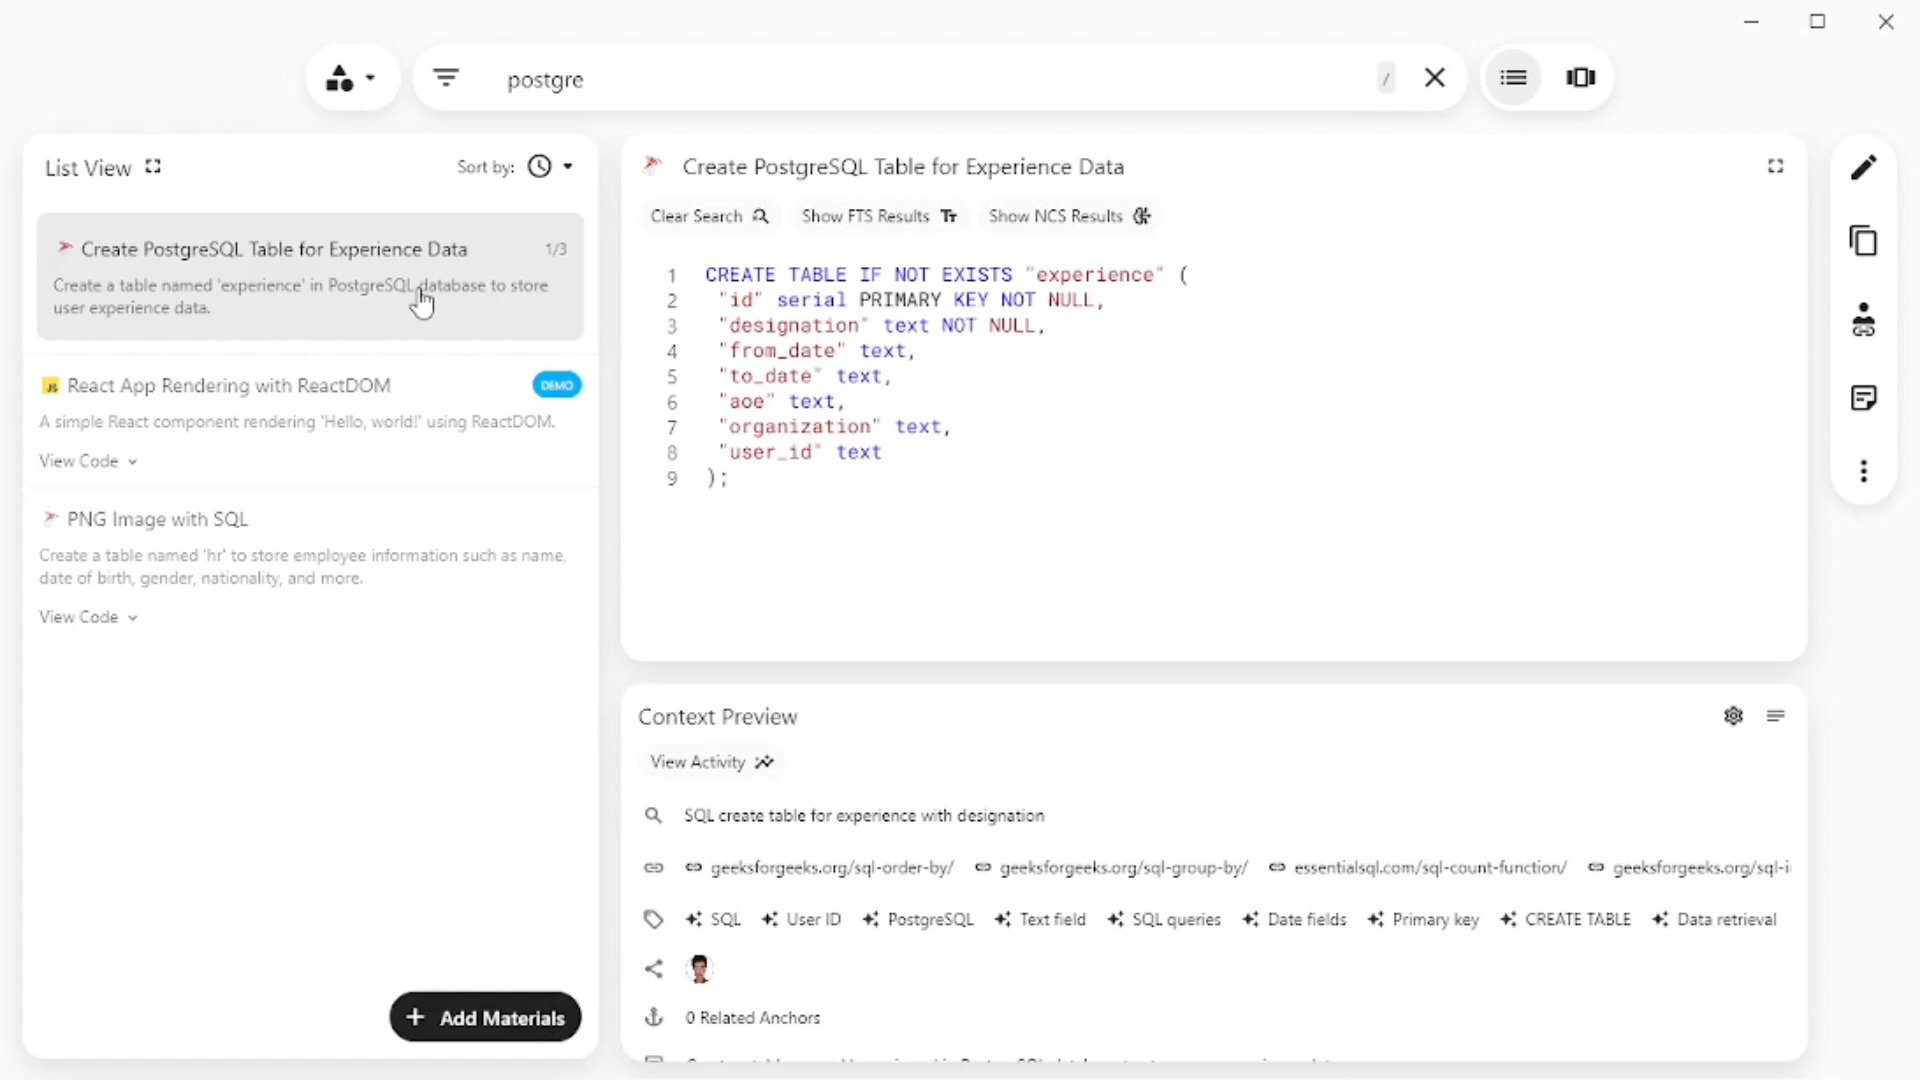 postgre
/
List View
Sort by:
Create PostgreSQL Table for Experience Data
1/3
Create a table named 'experience' in PostgreSQL database to store
user experience data.
JS React App Rendering with ReactDOM
DEMO
A simple React component rendering 'Hello, world!' using ReactDOM.
View Code
PNG Image with SQL
Create a table named 'hr' to store employee information such as name,
date of birth, gender, nationality, and more.
View Code
+ Add Materials
Create PostgreSQL Table for Experience Data
Clear Search
Show FTS Results
Show NCS Results
1 CREATE TABLE IF NOT EXISTS "experience" (
2 "id" serial PRIMARY KEY NOT NULL,
3 "designation" text NOT NULL,
4 "from_date" text,
5 "to_date" text,
6 "aoe" text,
7 "organization" text,
8 "user_id" text
9 );
Context Preview
View Activity
SQL create table for experience with designation
geeksforgeeks.org/sql-order-by/ geeksforgeeks.org/sql-group-by/ essentialsql.com/sql-count-function/ geeksforgeeks.org/sql-i
SQL User ID PostgreSQL Text field SQL queries Date fields Primary key CREATE TABLE Data retrieval
0 Related Anchors